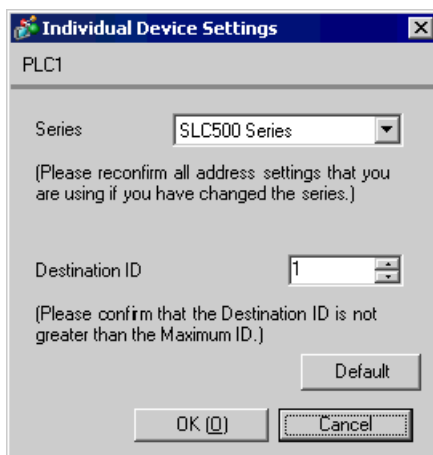 Individual Device Settings
PLC1
Series SLC500 Series
(Please reconfirm all address settings that you
are using if you have changed the series.)
Destination ID 1
(Please confirm that the Destination ID is not
greater than the Maximum ID.)
Default
OK (O) Cancel